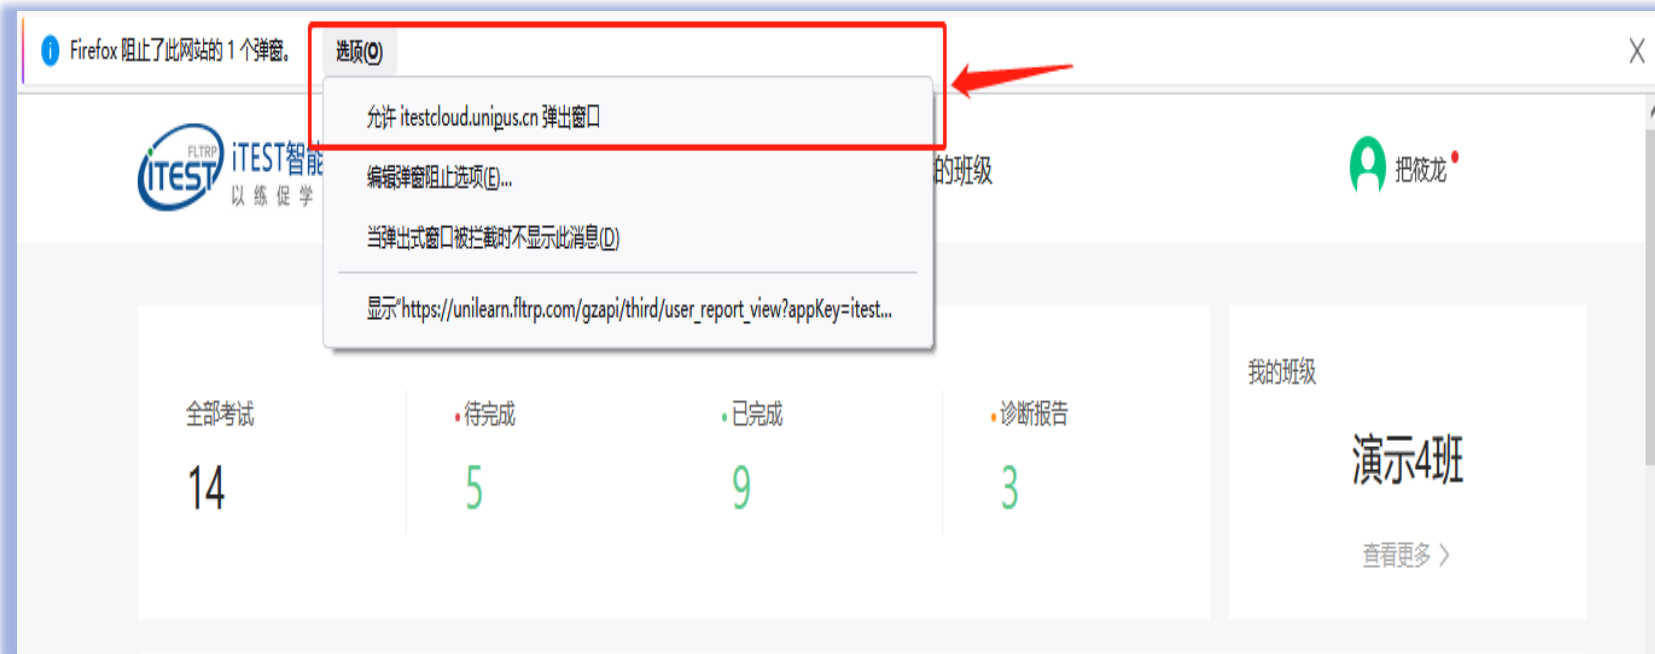 Firefox 阻止了此网站的 1 个弹窗。
选项(O)
允许 itestcloud.unipus.cn 弹出窗口
编辑弹窗阻止选项(E)...
当弹出式窗口被拦截时不显示此消息(D)
显示“https://unilearn.fltrp.com/gzapi/third/user_report_view?appKey=itest...
FLTRP
iTEST
iTEST智能
以练促学
的班级
把筱龙
全部考试
14
待完成
5
已完成
9
诊断报告
3
我的班级
演示4班
查看更多